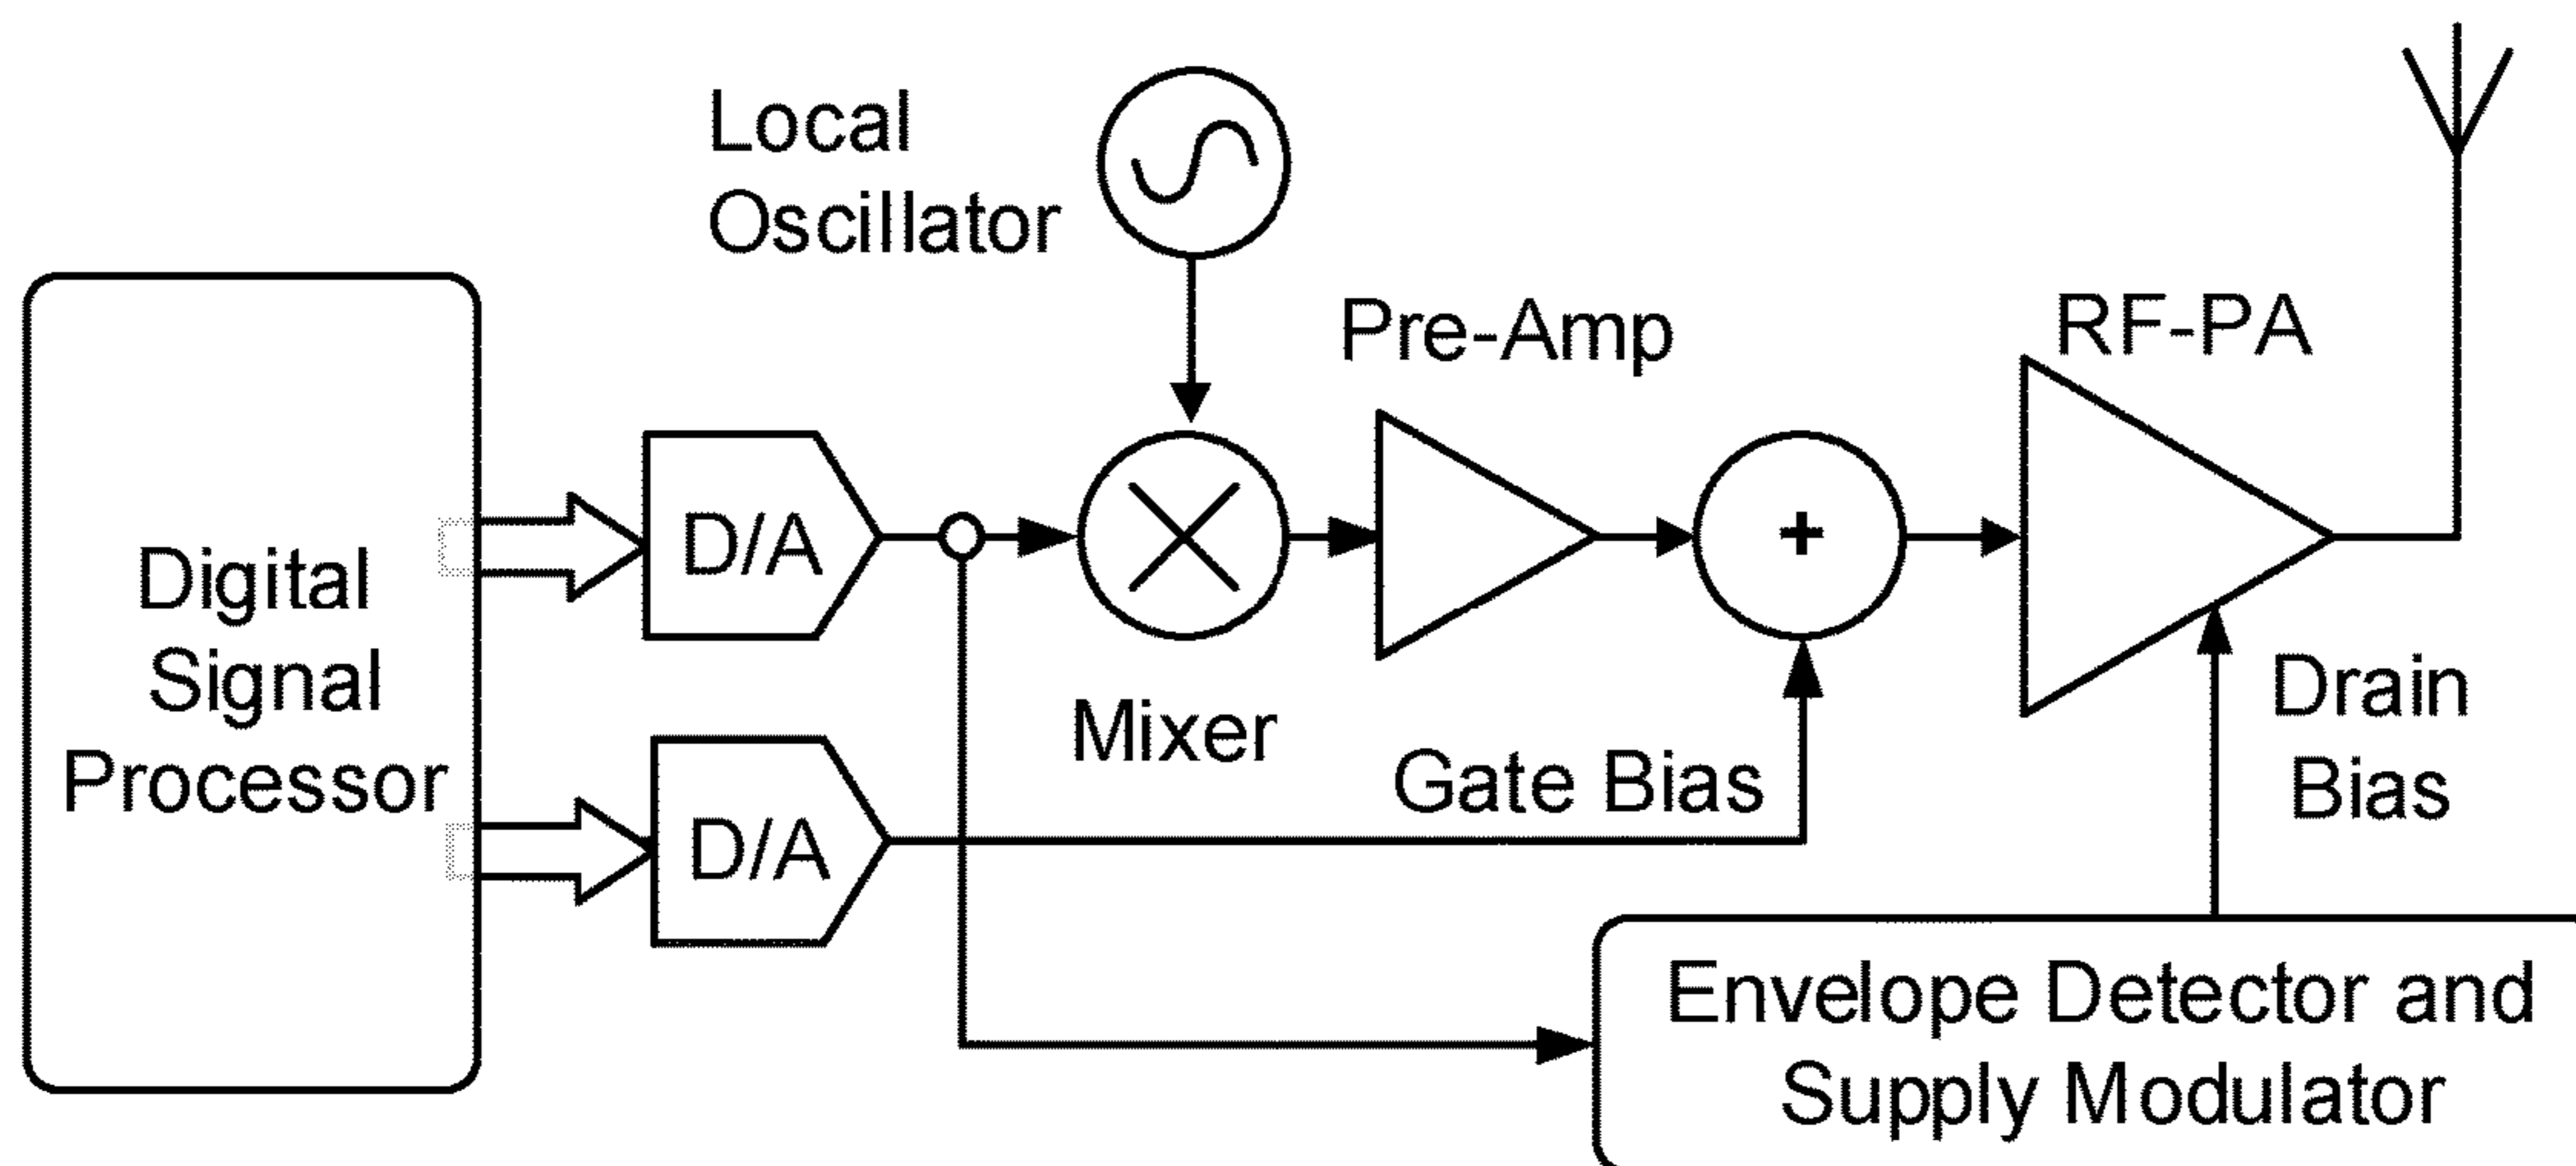 Local
Oscillator
Pre-Amp
RF-PA
Digital
Signal
Processor
D/A
Mixer
D/A
Gate Bias
Drain
Bias
+
Envelope Detector and
Supply Modulator